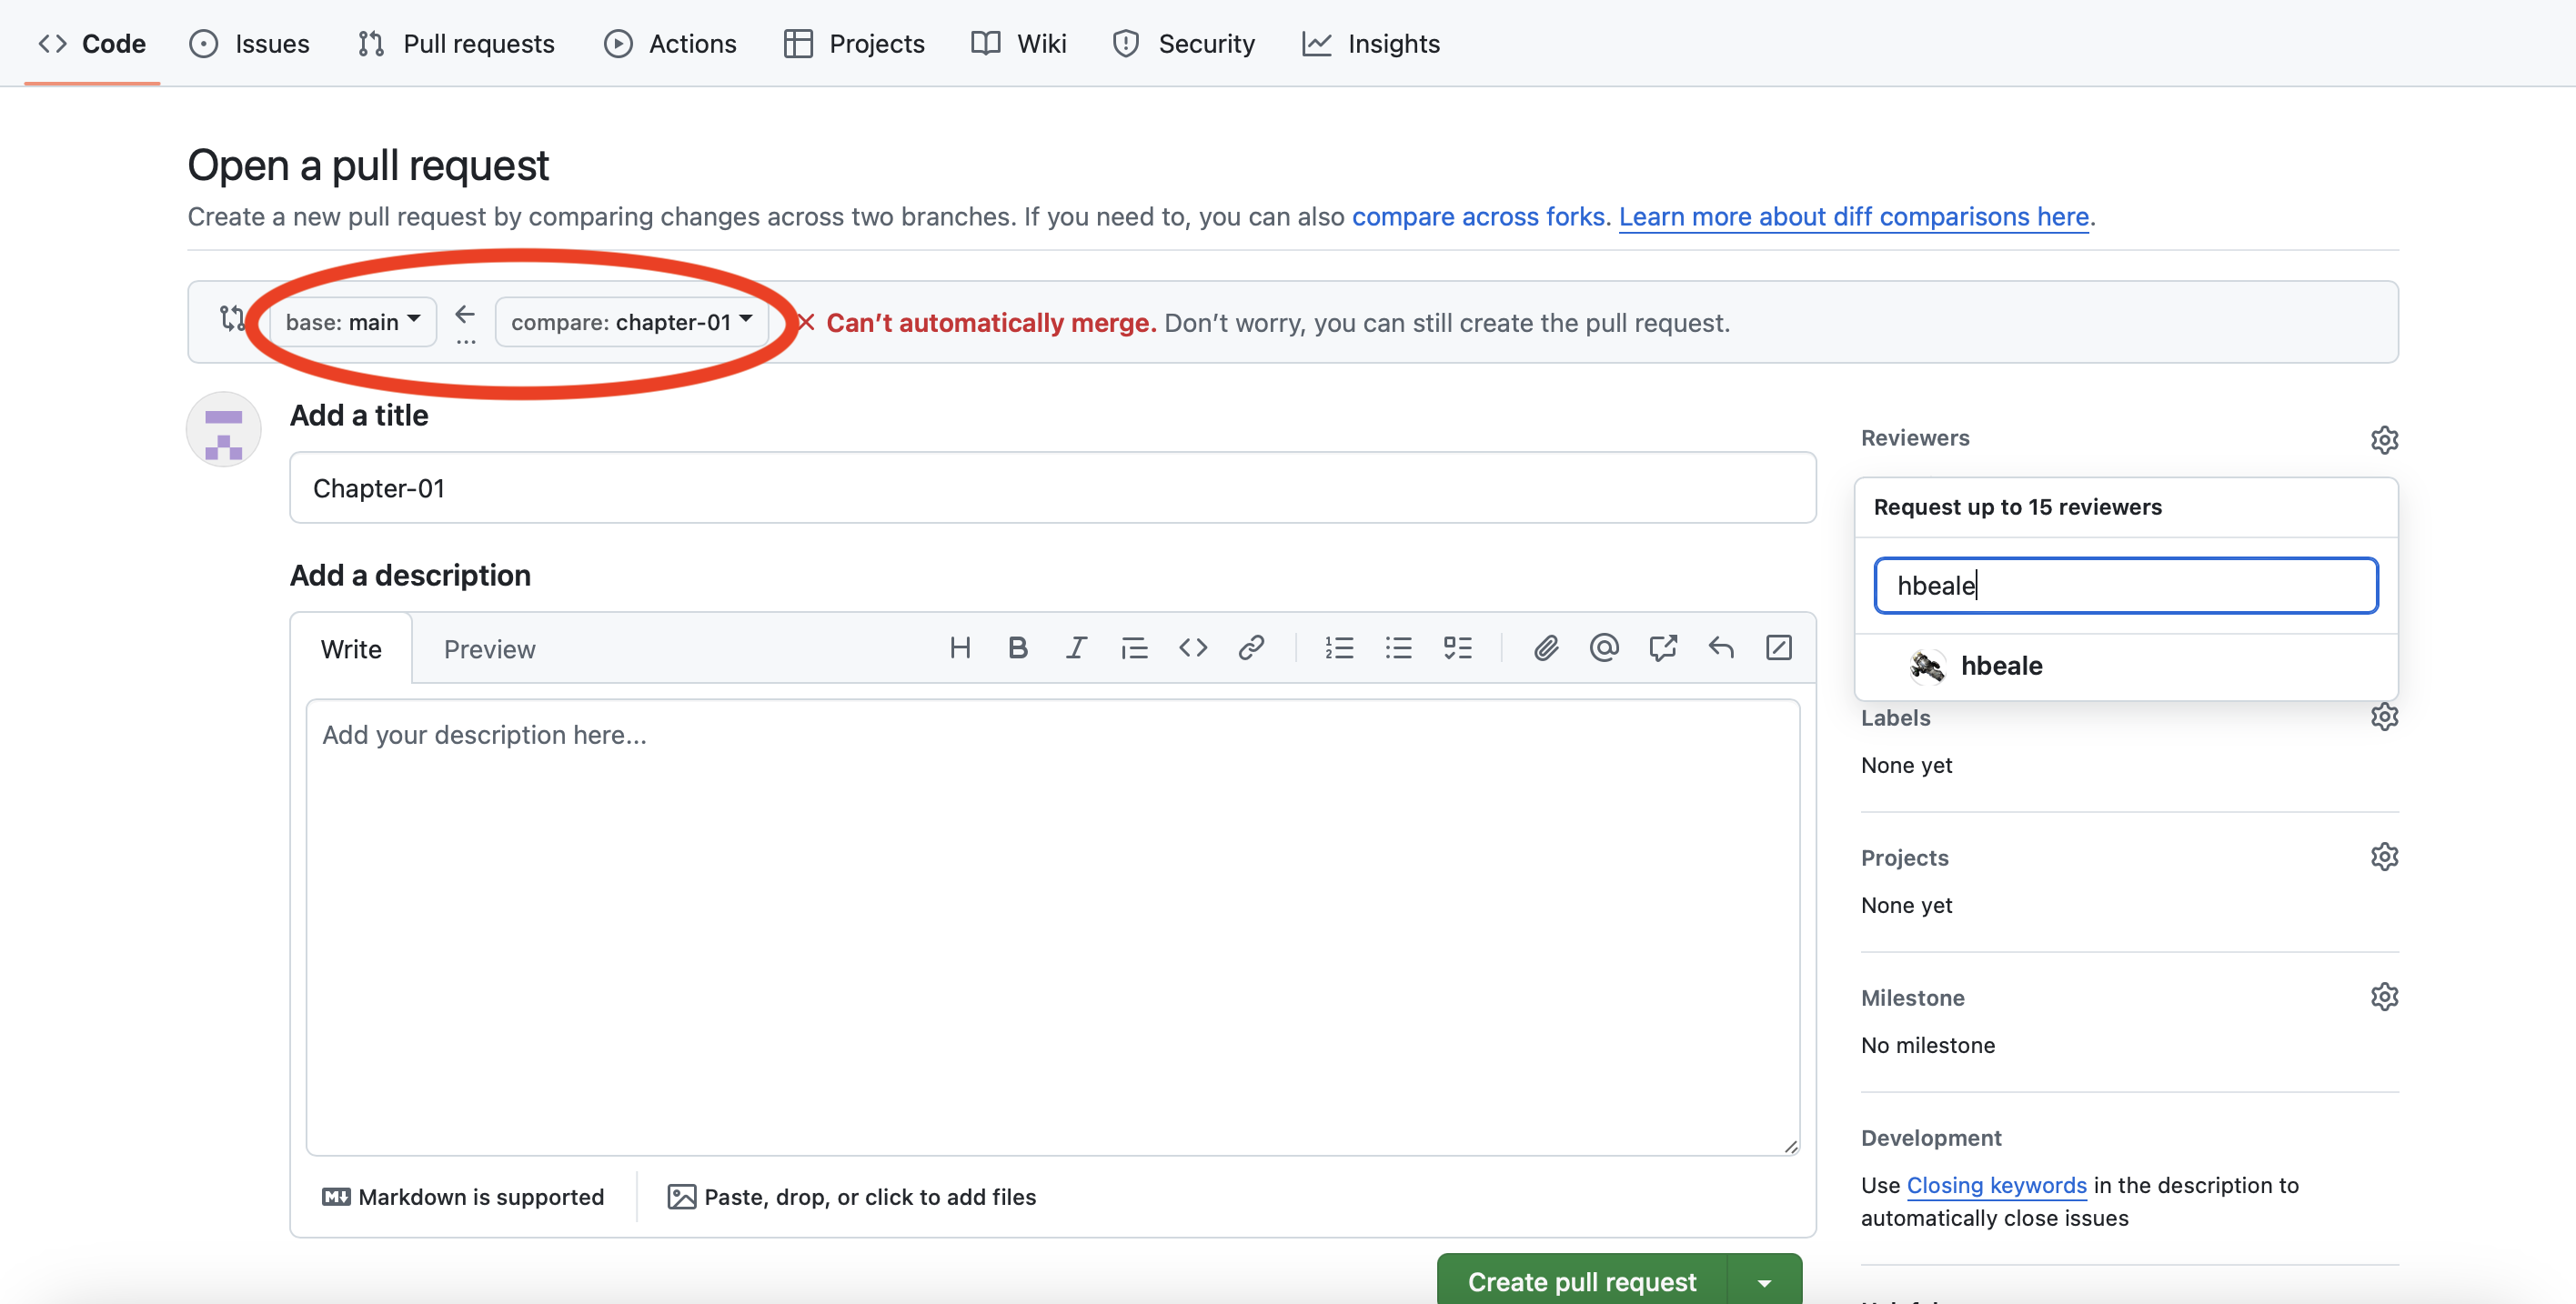 Code Issues Pull requests Actions Projects Wiki Security Insights
Open a pull request
Create a new pull request by comparing changes across two branches. If you need to, you can also compare across forks. Learn more about diff comparisons here.
base: main ← ... compare: chapter-01 Can’t automatically merge. Don’t worry, you can still create the pull request.
Add a title
Chapter-01
Add a description
Write Preview
Add your description here...
Markdown is supported Paste, drop, or click to add files
Create pull request
Reviewers
Request up to 15 reviewers
hbeale
hbeale
Labels
None yet
Projects
None yet
Milestone
No milestone
Development
Use Closing keywords in the description to
automatically close issues